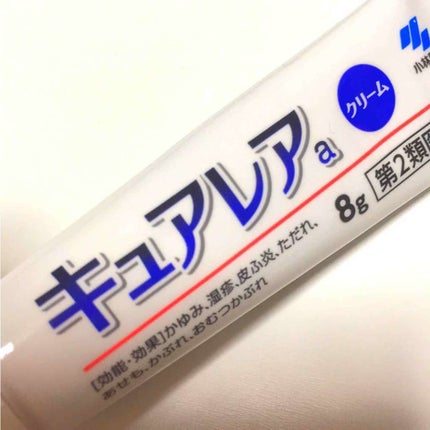 小林
クリーム
キュアレアa
8g 第2類
[効能・効果]かゆみ、湿疹、皮ふ炎、ただれ、
あせも、かぶれ、おむつかぶれ